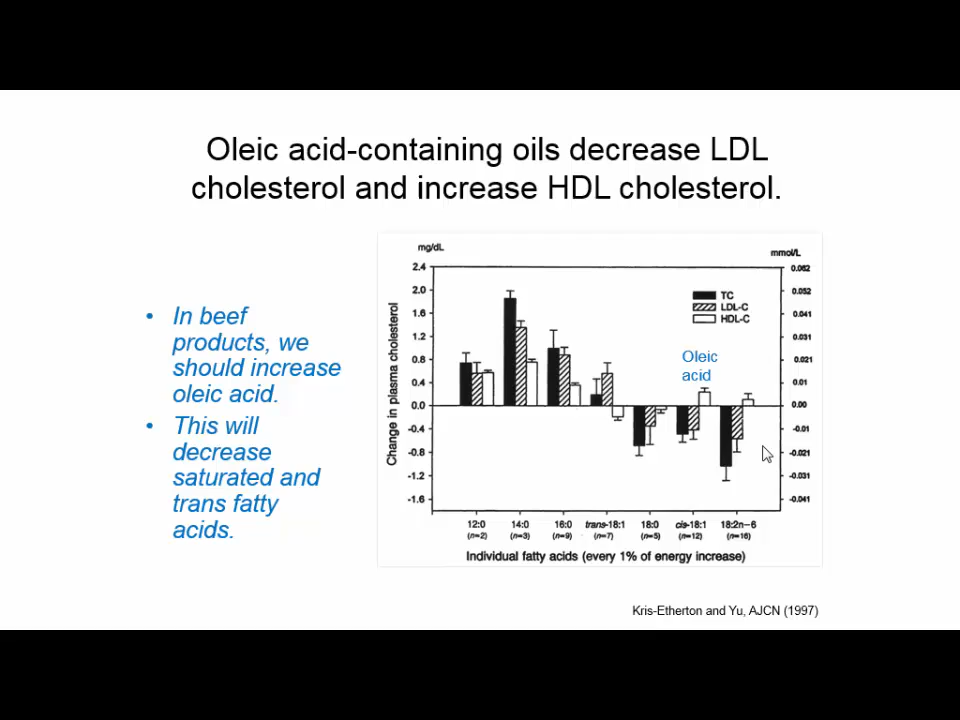 Oleic acid-containing oils decrease LDL
cholesterol and increase HDL cholesterol.
• In beef
products, we
should increase
oleic acid.
• This will
decrease
saturated and
trans fatty
acids.
mg/dL
mmol/L
2.4
2.0
1.6
1.2
0.8
0.4
0.0
-0.4
-0.8
-1.2
-1.6
Change in plasma cholesterol
0.062
0.052
0.041
0.031
0.021
0.01
0.00
-0.01
-0.021
-0.031
-0.041
TC
LDL-C
HDL-C
Oleic
acid
12:0 14:0 16:0 trans-18:1 18:0 cis-18:1 18:2n-6
(n=2) (n=3) (n=9) (n=7) (n=5) (n=12) (n=16)
Individual fatty acids (every 1% of energy increase)
Kris-Etherton and Yu, AJCN (1997)